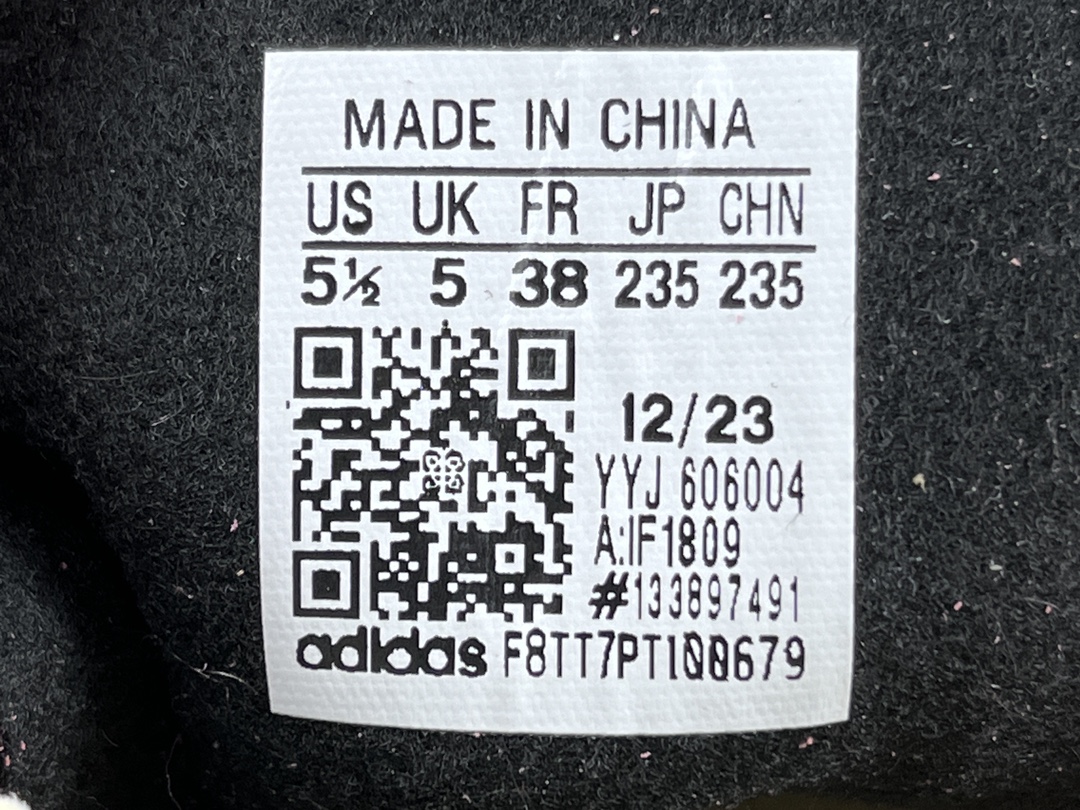 MADE IN CHINA
US UK FR JP CHN
5½ 5 38 235 235
12/23
YYJ 606004
A:IF1809
#133897491
adidas F8TT7PT100679